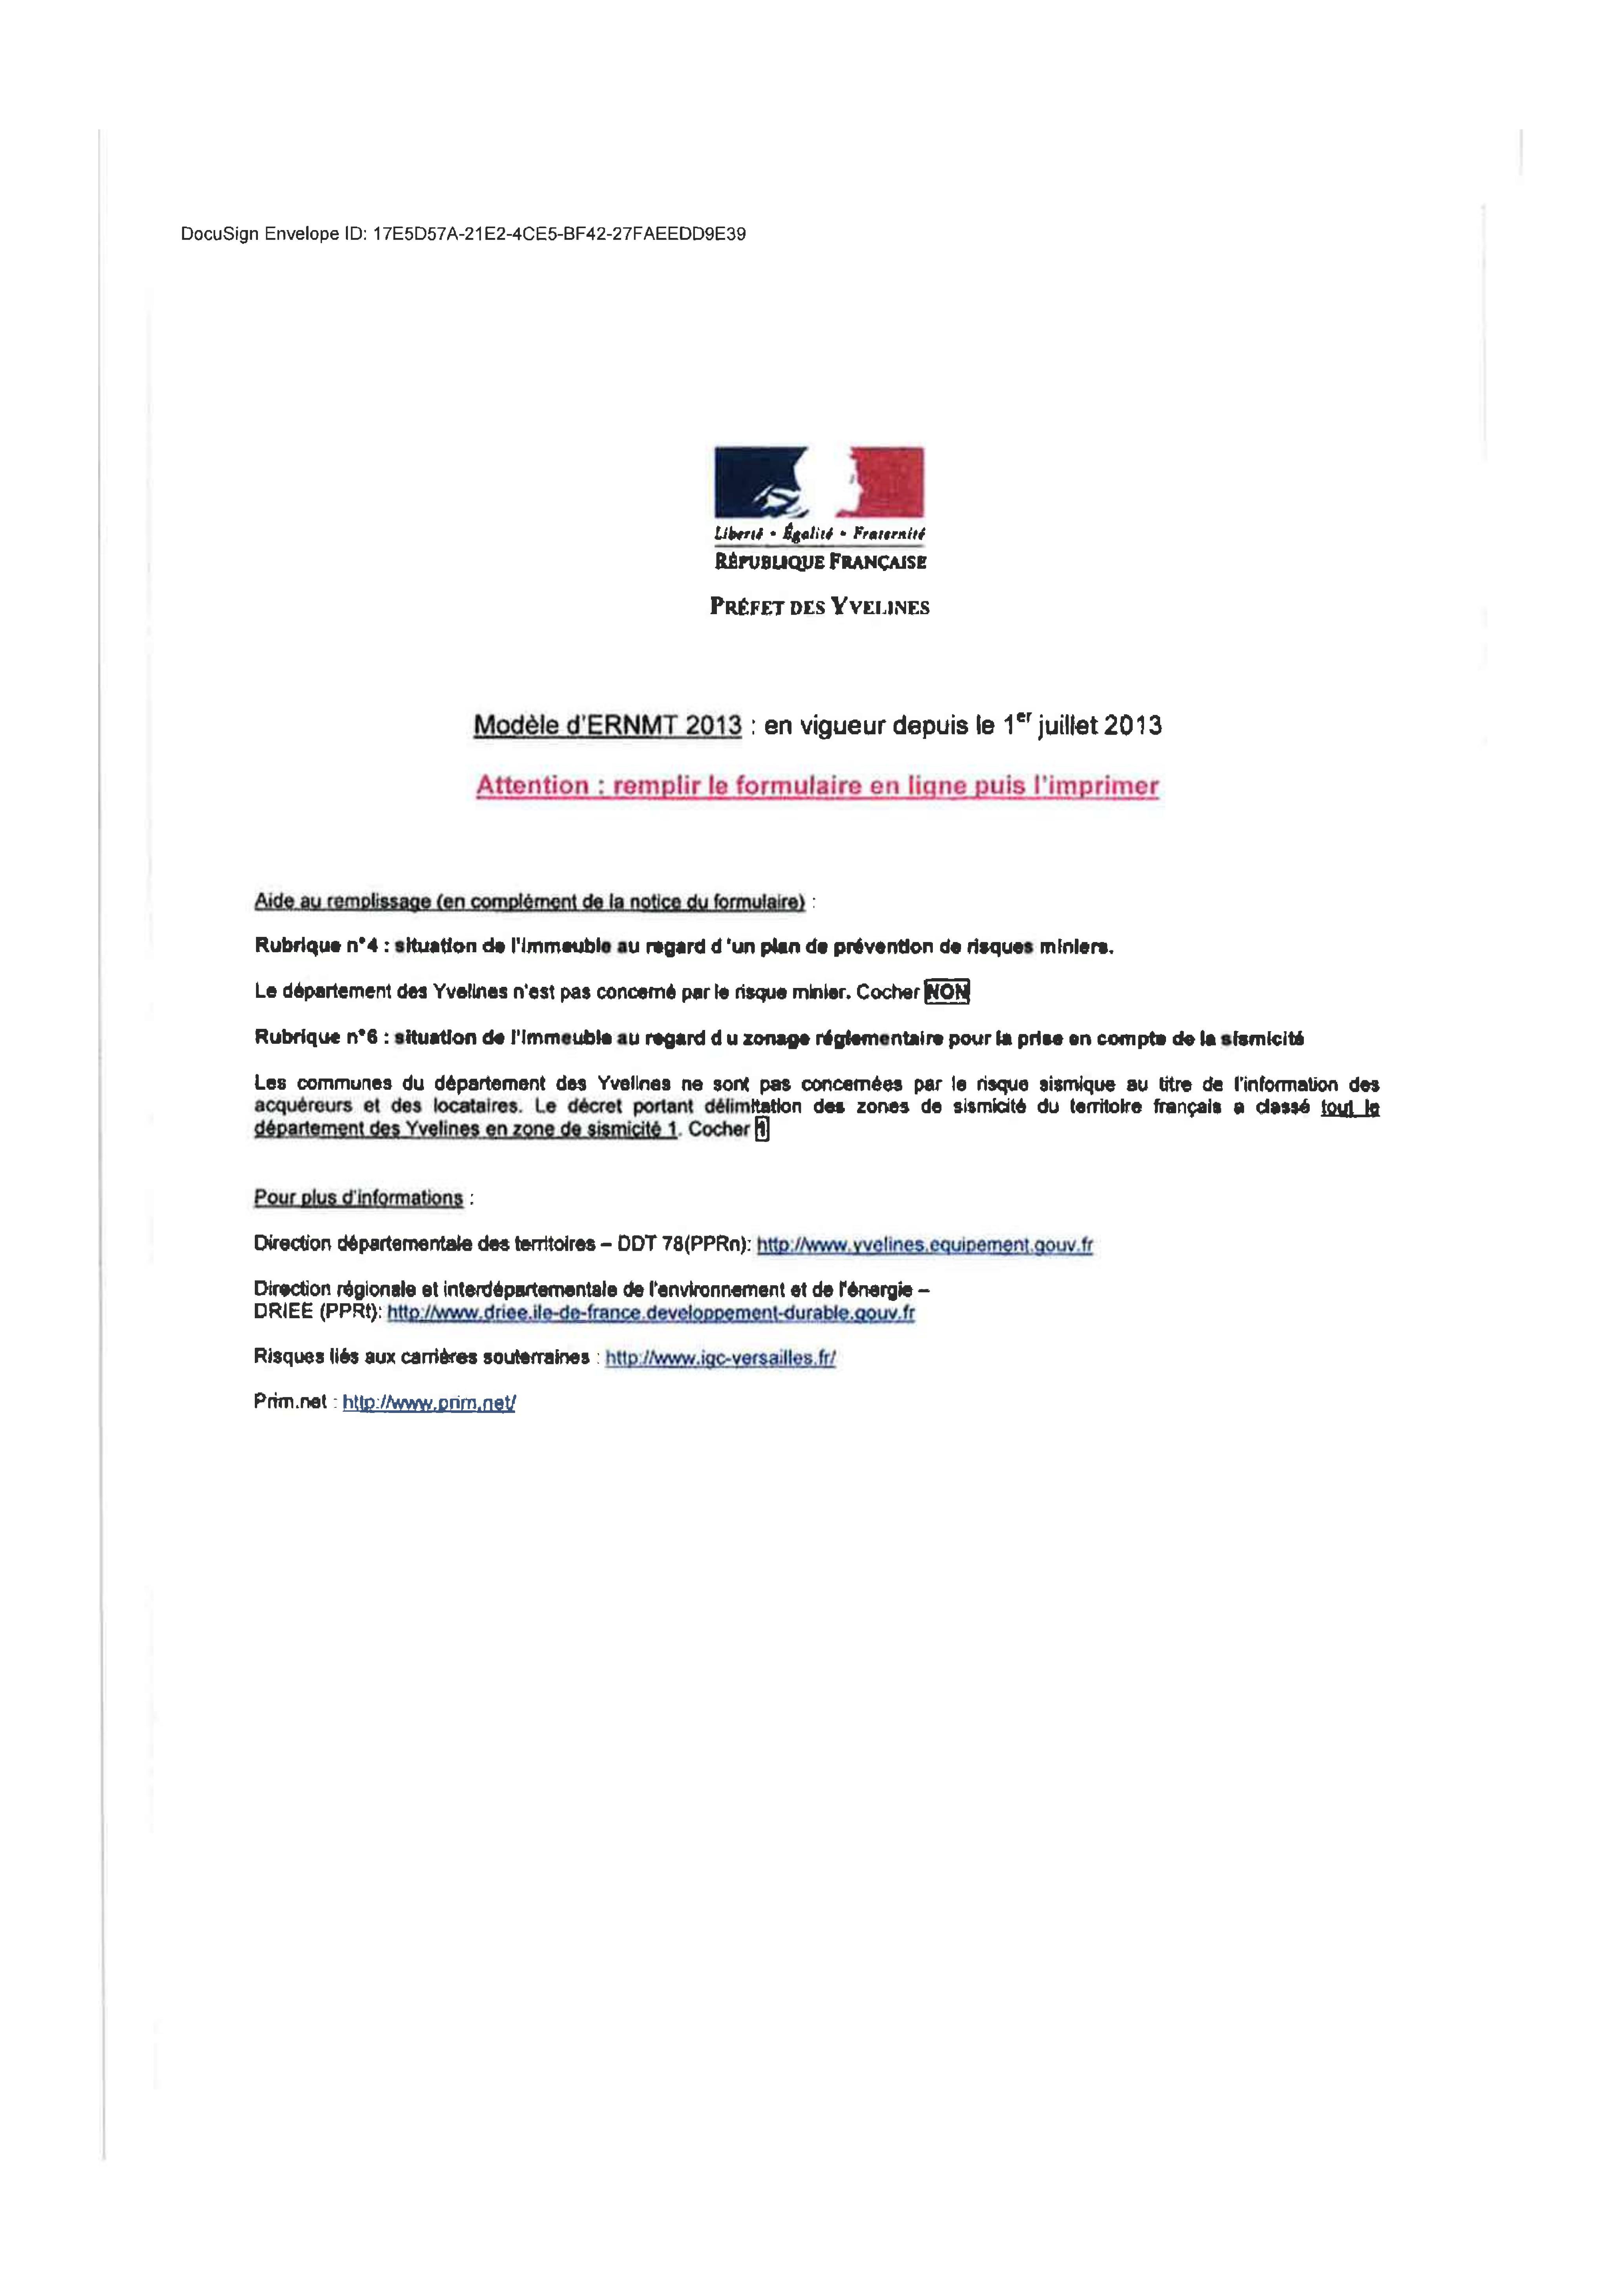 DocuSign Envelope ID: 17E5D57A-21E2-4CE5-BF42-27FAEEDD9E39
Liberté • Égalité • Fraternité
RÉPUBLIQUE FRANÇAISE
PRÉFET DES YVELINES
Modèle d'ERNMT 2013 : en vigueur depuis le 1er juillet 2013
Attention : remplir le formulaire en ligne puis l'imprimer
Aide au remplissage (en complément de la notice du formulaire) :
Rubrique n°4 : situation de l'immeuble au regard d 'un plan de prévention de risques miniers.
Le département des Yvelines n'est pas concerné par le risque minier. Cocher NON
Rubrique n°6 : situation de l'immeuble au regard d u zonage réglementaire pour la prise en compte de la sismicité
Les communes du département des Yvelines ne sont pas concernées par le risque sismique au titre de l'information des
acquéreurs et des locataires. Le décret portant délimitation des zones de sismicité du territoire français a classé tout le
département des Yvelines en zone de sismicité 1. Cocher 1
Pour plus d'informations :
Direction départementale des territoires – DDT 78(PPRn): http://www.yvelines.equipement.gouv.fr
Direction régionale et interdépartementale de l'environnement et de l'énergie –
DRIEE (PPRt): http://www.driee.ile-de-france.developpement-durable.gouv.fr
Risques liés aux carrières souterraines : http://www.igc-versailles.fr/
Prim.net : http://www.prim.net/